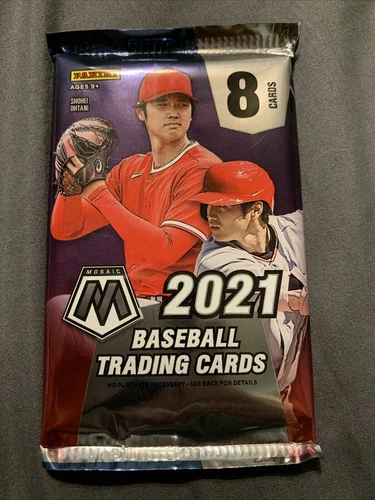 PANINI
AGES 9+
SHOHEI
OHTANI
8
CARDS
MOSAIC
M
2021
BASEBALL
TRADING CARDS
NO PURCHASE NECESSARY - SEE BACK FOR DETAILS